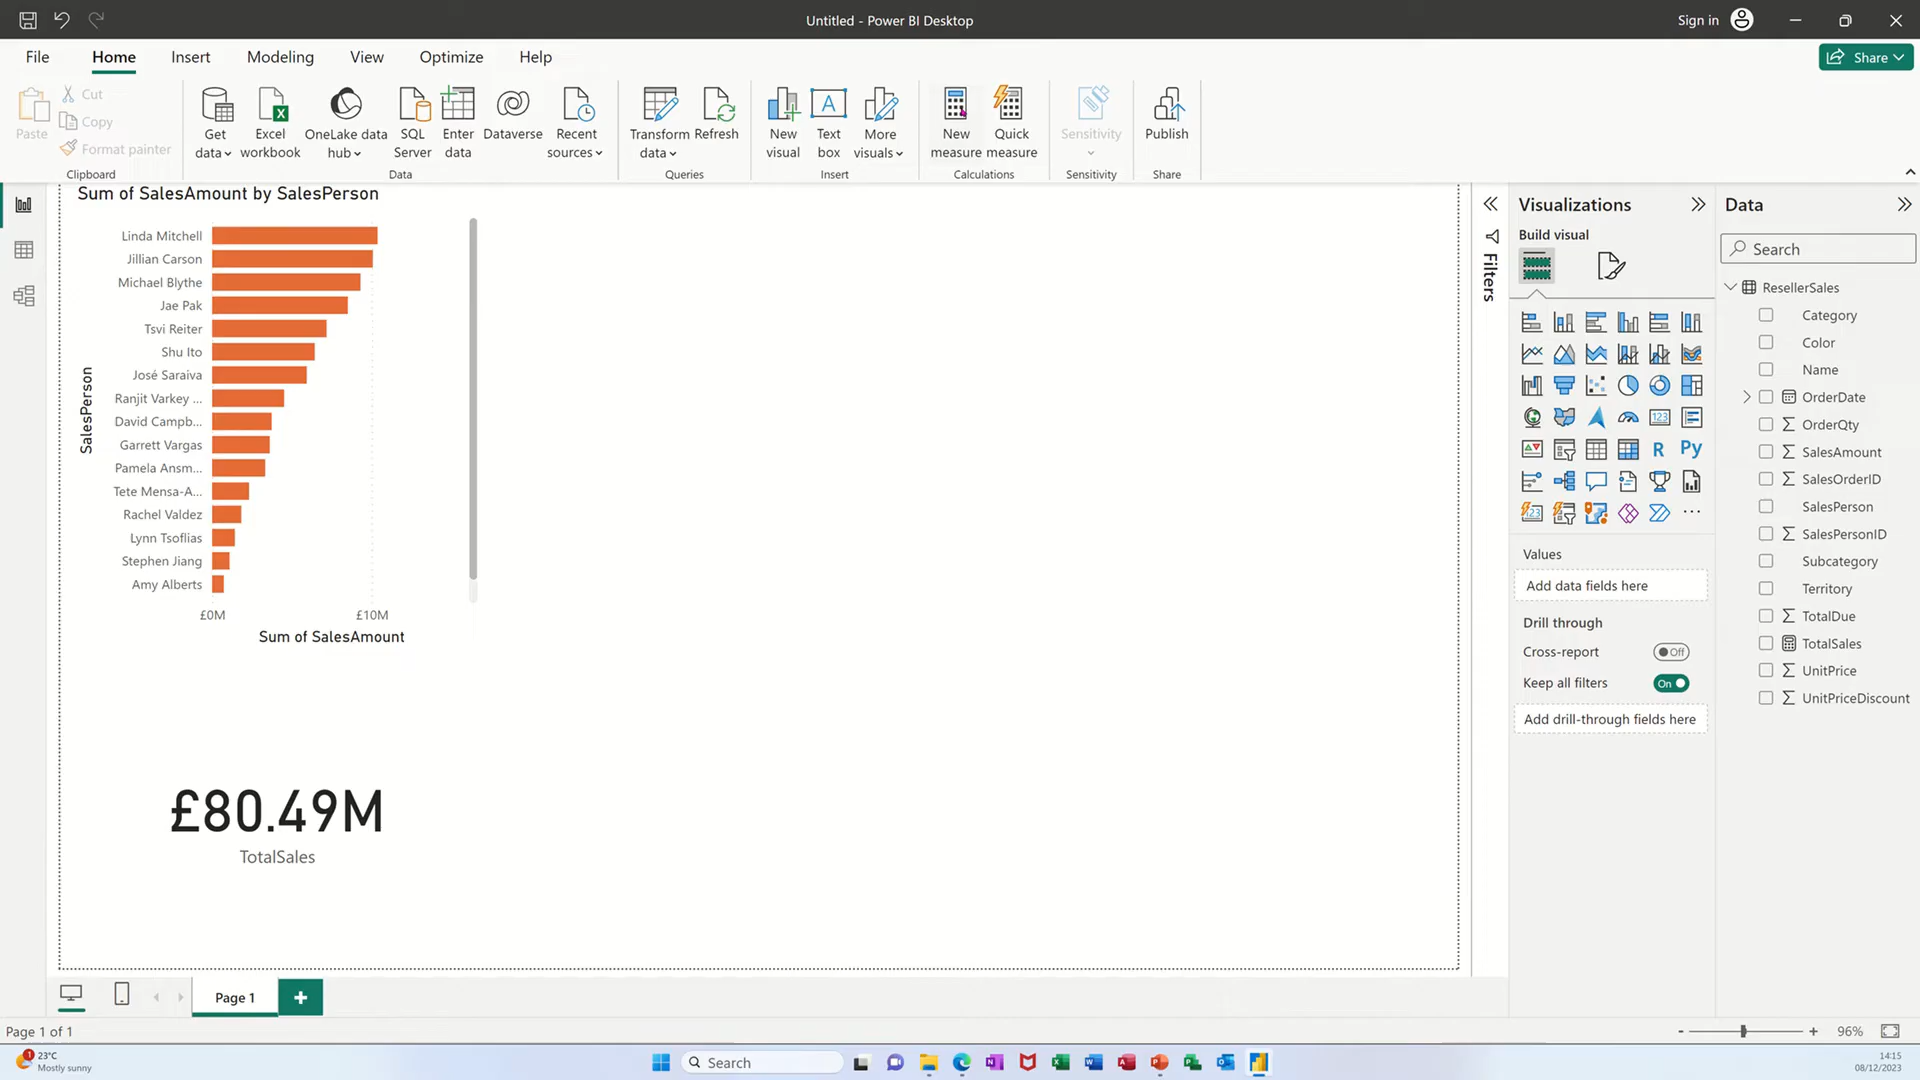 Untitled - Power BI Desktop
Sign in
File
Home
Insert
Modeling
View
Optimize
Help
Share
Paste
Cut
Copy
Format painter
Clipboard
Get data
Excel workbook
OneLake data hub
SQL Server
Enter data
Dataverse
Recent sources
Data
Transform data
Refresh
Queries
New visual
Text box
More visuals
Insert
New measure
Quick measure
Calculations
Sensitivity
Sensitivity
Publish
Share
Sum of SalesAmount by SalesPerson
SalesPerson
Linda Mitchell
Jillian Carson
Michael Blythe
Jae Pak
Tsvi Reiter
Shu Ito
José Saraiva
Ranjit Varkey ...
David Campb...
Garrett Vargas
Pamela Ansm...
Tete Mensa-A...
Rachel Valdez
Lynn Tsoflias
Stephen Jiang
Amy Alberts
£0M
£10M
Sum of SalesAmount
£80.49M
TotalSales
Filters
Visualizations
Build visual
123
R
Py
123
Values
Add data fields here
Drill through
Cross-report
Off
Keep all filters
On
Add drill-through fields here
Data
Search
ResellerSales
Category
Color
Name
OrderDate
OrderQty
SalesAmount
SalesOrderID
SalesPerson
SalesPersonID
Subcategory
Territory
TotalDue
TotalSales
UnitPrice
UnitPriceDiscount
Page 1
Page 1 of 1
96%
1
23°C
Mostly sunny
Search
14:15
08/12/2023